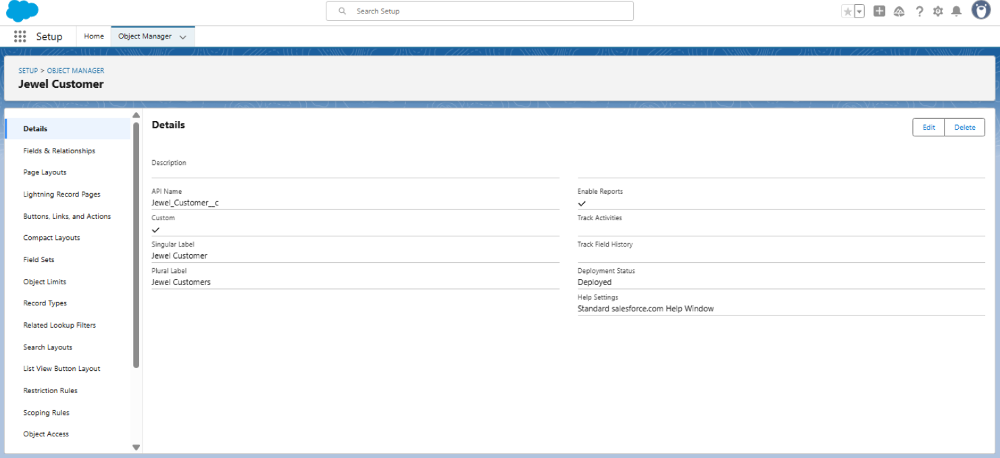 Search Setup
Setup
Home
Object Manager
SETUP > OBJECT MANAGER
Jewel Customer
Details
Fields & Relationships
Page Layouts
Lightning Record Pages
Buttons, Links, and Actions
Compact Layouts
Field Sets
Object Limits
Record Types
Related Lookup Filters
Search Layouts
List View Button Layout
Restriction Rules
Scoping Rules
Object Access
Details
Edit
Delete
Description
API Name
Jewel_Customer__c
Custom
Singular Label
Jewel Customer
Plural Label
Jewel Customers
Enable Reports
Track Activities
Track Field History
Deployment Status
Deployed
Help Settings
Standard salesforce.com Help Window